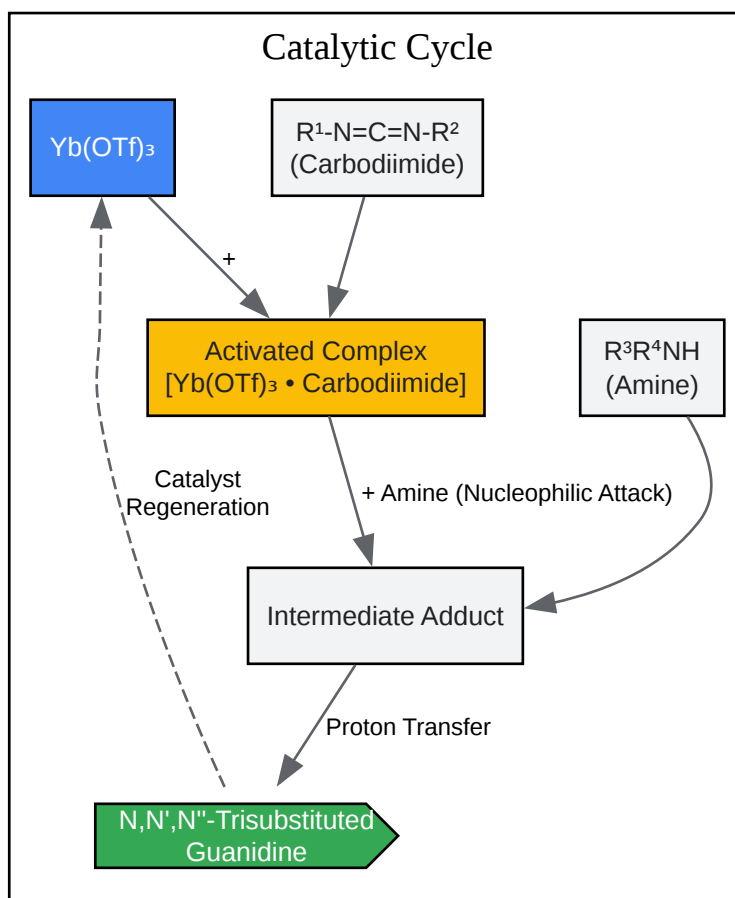 Catalytic Cycle
Yb(OTf)₃
R¹-N=C=N-R²
(Carbodiimide)
+
Activated Complex
[Yb(OTf)₃ • Carbodiimide]
R³R⁴NH
(Amine)
Catalyst
Regeneration
+ Amine (Nucleophilic Attack)
Intermediate Adduct
Proton Transfer
N,N',N''-Trisubstituted
Guanidine